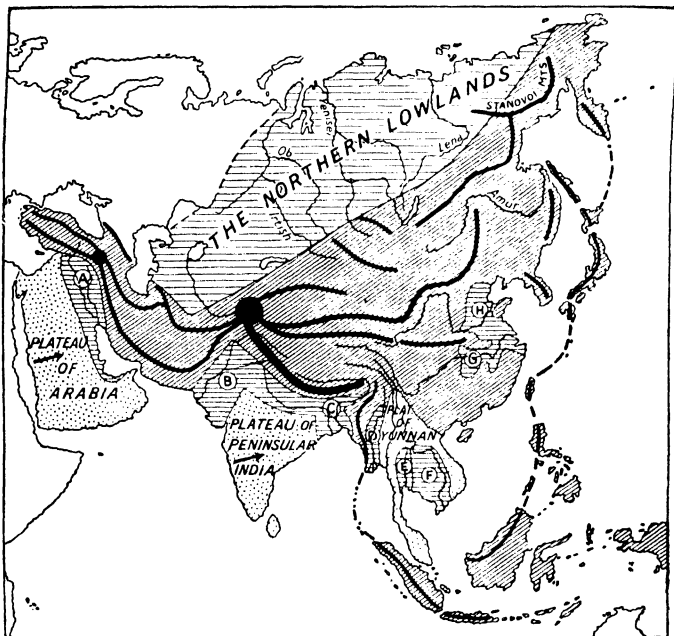 THE NORTHERN LOWLANDS
STANOVOI MTS
Yenisei
Ob
Lena
Irtish
Amur
A
PLATEAU
OF
ARABIA
B
C
D
PLAT
OF
YUNNAN
PLATEAU OF
PENINSULAR
INDIA
E
F
G
H